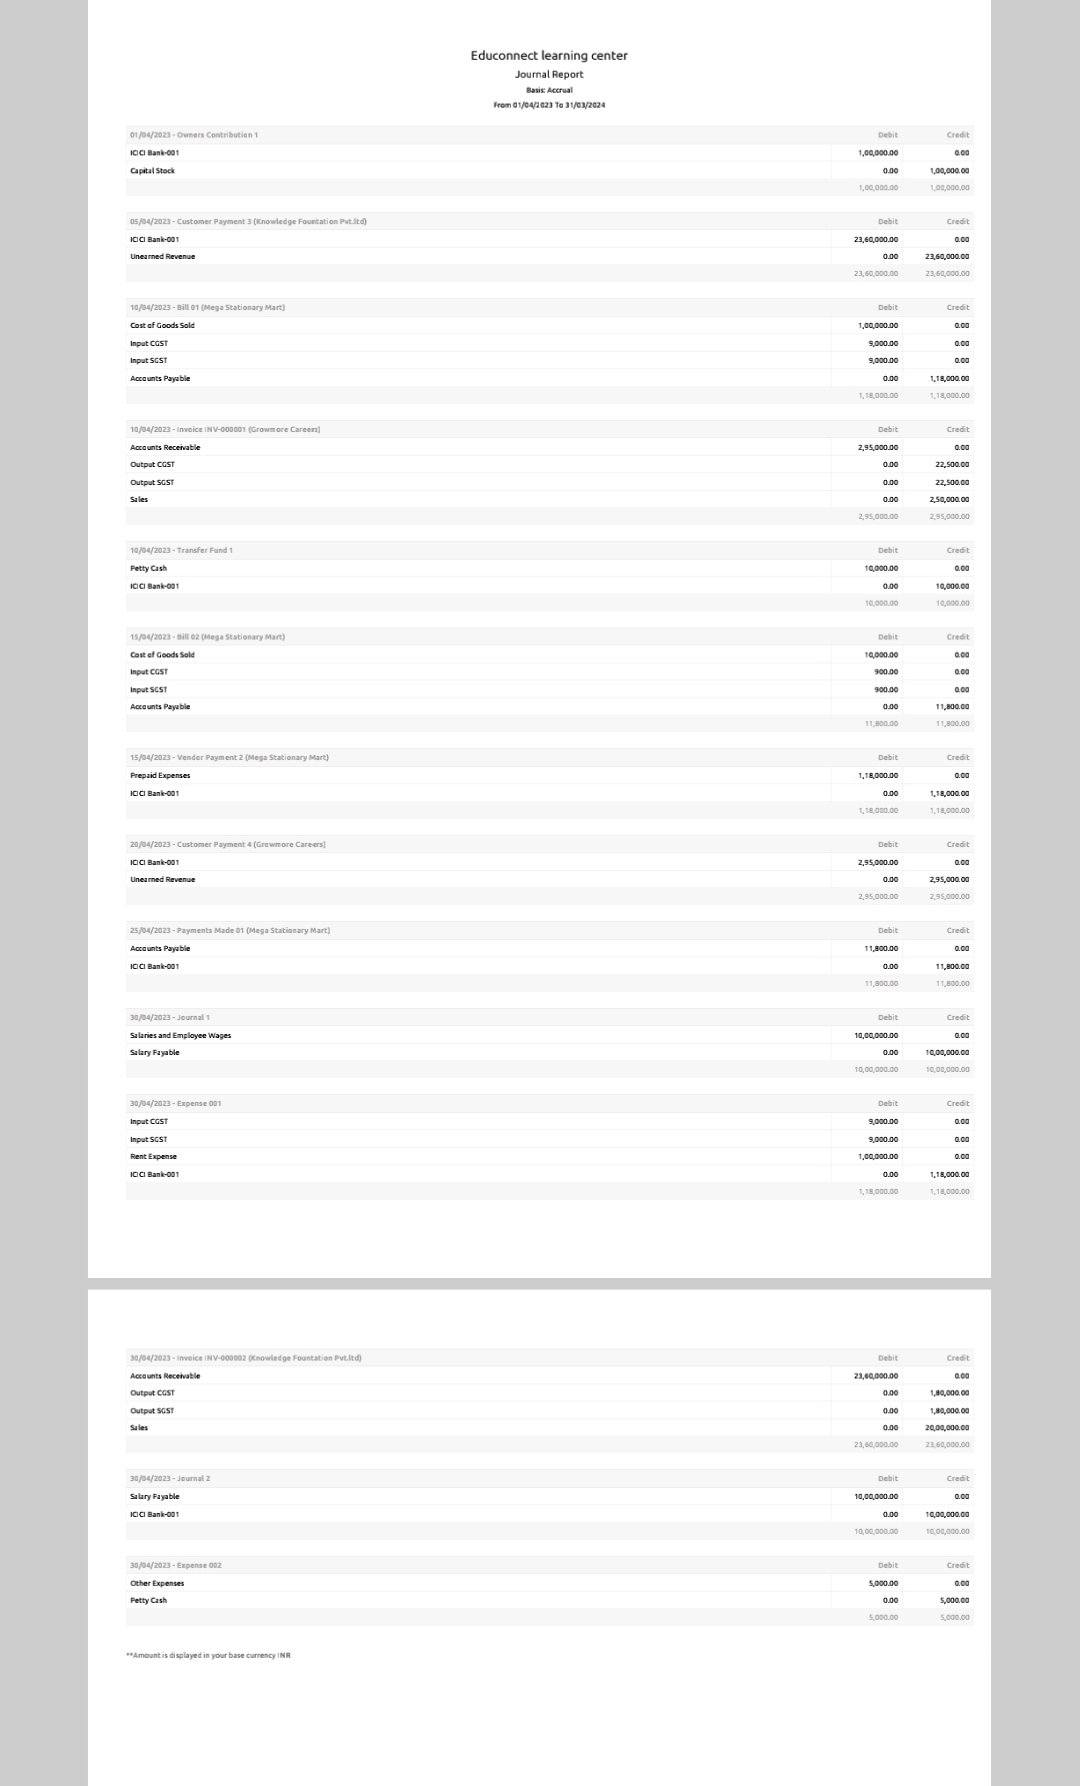 Educonnect learning center
Journal Report
Basis: Accrual
From 01/04/2023 To 31/03/2024
01/04/2023 - Owners Contribution 1 Debit Credit
ICICI Bank-001 1,00,000.00 0.00
Capital Stock 0.00 1,00,000.00
1,00,000.00 1,00,000.00
05/04/2023 - Customer Payment 3 (Knowledge Fountation Pvt.ltd) Debit Credit
ICICI Bank-001 23,60,000.00 0.00
Unearned Revenue 0.00 23,60,000.00
23,60,000.00 23,60,000.00
10/04/2023 - Bill 01 (Mega Stationary Mart) Debit Credit
Cost of Goods Sold 1,00,000.00 0.00
Input CGST 9,000.00 0.00
Input SGST 9,000.00 0.00
Accounts Payable 0.00 1,18,000.00
1,18,000.00 1,18,000.00
10/04/2023 - Invoice INV-000001 (Growmore Careers) Debit Credit
Accounts Receivable 2,95,000.00 0.00
Output CGST 0.00 22,500.00
Output SGST 0.00 22,500.00
Sales 0.00 2,50,000.00
2,95,000.00 2,95,000.00
10/04/2023 - Transfer Fund 1 Debit Credit
Petty Cash 10,000.00 0.00
ICICI Bank-001 0.00 10,000.00
10,000.00 10,000.00
15/04/2023 - Bill 02 (Mega Stationary Mart) Debit Credit
Cost of Goods Sold 10,000.00 0.00
Input CGST 900.00 0.00
Input SGST 900.00 0.00
Accounts Payable 0.00 11,800.00
11,800.00 11,800.00
15/04/2023 - Vendor Payment 2 (Mega Stationary Mart) Debit Credit
Prepaid Expenses 1,18,000.00 0.00
ICICI Bank-001 0.00 1,18,000.00
1,18,000.00 1,18,000.00
20/04/2023 - Customer Payment 4 (Growmore Careers) Debit Credit
ICICI Bank-001 2,95,000.00 0.00
Unearned Revenue 0.00 2,95,000.00
2,95,000.00 2,95,000.00
25/04/2023 - Payments Made 01 (Mega Stationary Mart) Debit Credit
Accounts Payable 11,800.00 0.00
ICICI Bank-001 0.00 11,800.00
11,800.00 11,800.00
30/04/2023 - Journal 1 Debit Credit
Salaries and Employee Wages 10,00,000.00 0.00
Salary Payable 0.00 10,00,000.00
10,00,000.00 10,00,000.00
30/04/2023 - Expense 001 Debit Credit
Input CGST 9,000.00 0.00
Input SGST 9,000.00 0.00
Rent Expense 1,00,000.00 0.00
ICICI Bank-001 0.00 1,18,000.00
1,18,000.00 1,18,000.00
30/04/2023 - Invoice INV-000002 (Knowledge Fountation Pvt.ltd) Debit Credit
Accounts Receivable 23,60,000.00 0.00
Output CGST 0.00 1,80,000.00
Output SGST 0.00 1,80,000.00
Sales 0.00 20,00,000.00
23,60,000.00 23,60,000.00
30/04/2023 - Journal 2 Debit Credit
Salary Payable 10,00,000.00 0.00
ICICI Bank-001 0.00 10,00,000.00
10,00,000.00 10,00,000.00
30/04/2023 - Expense 002 Debit Credit
Other Expenses 5,000.00 0.00
Petty Cash 0.00 5,000.00
5,000.00 5,000.00
**Amount is displayed in your base currency INR